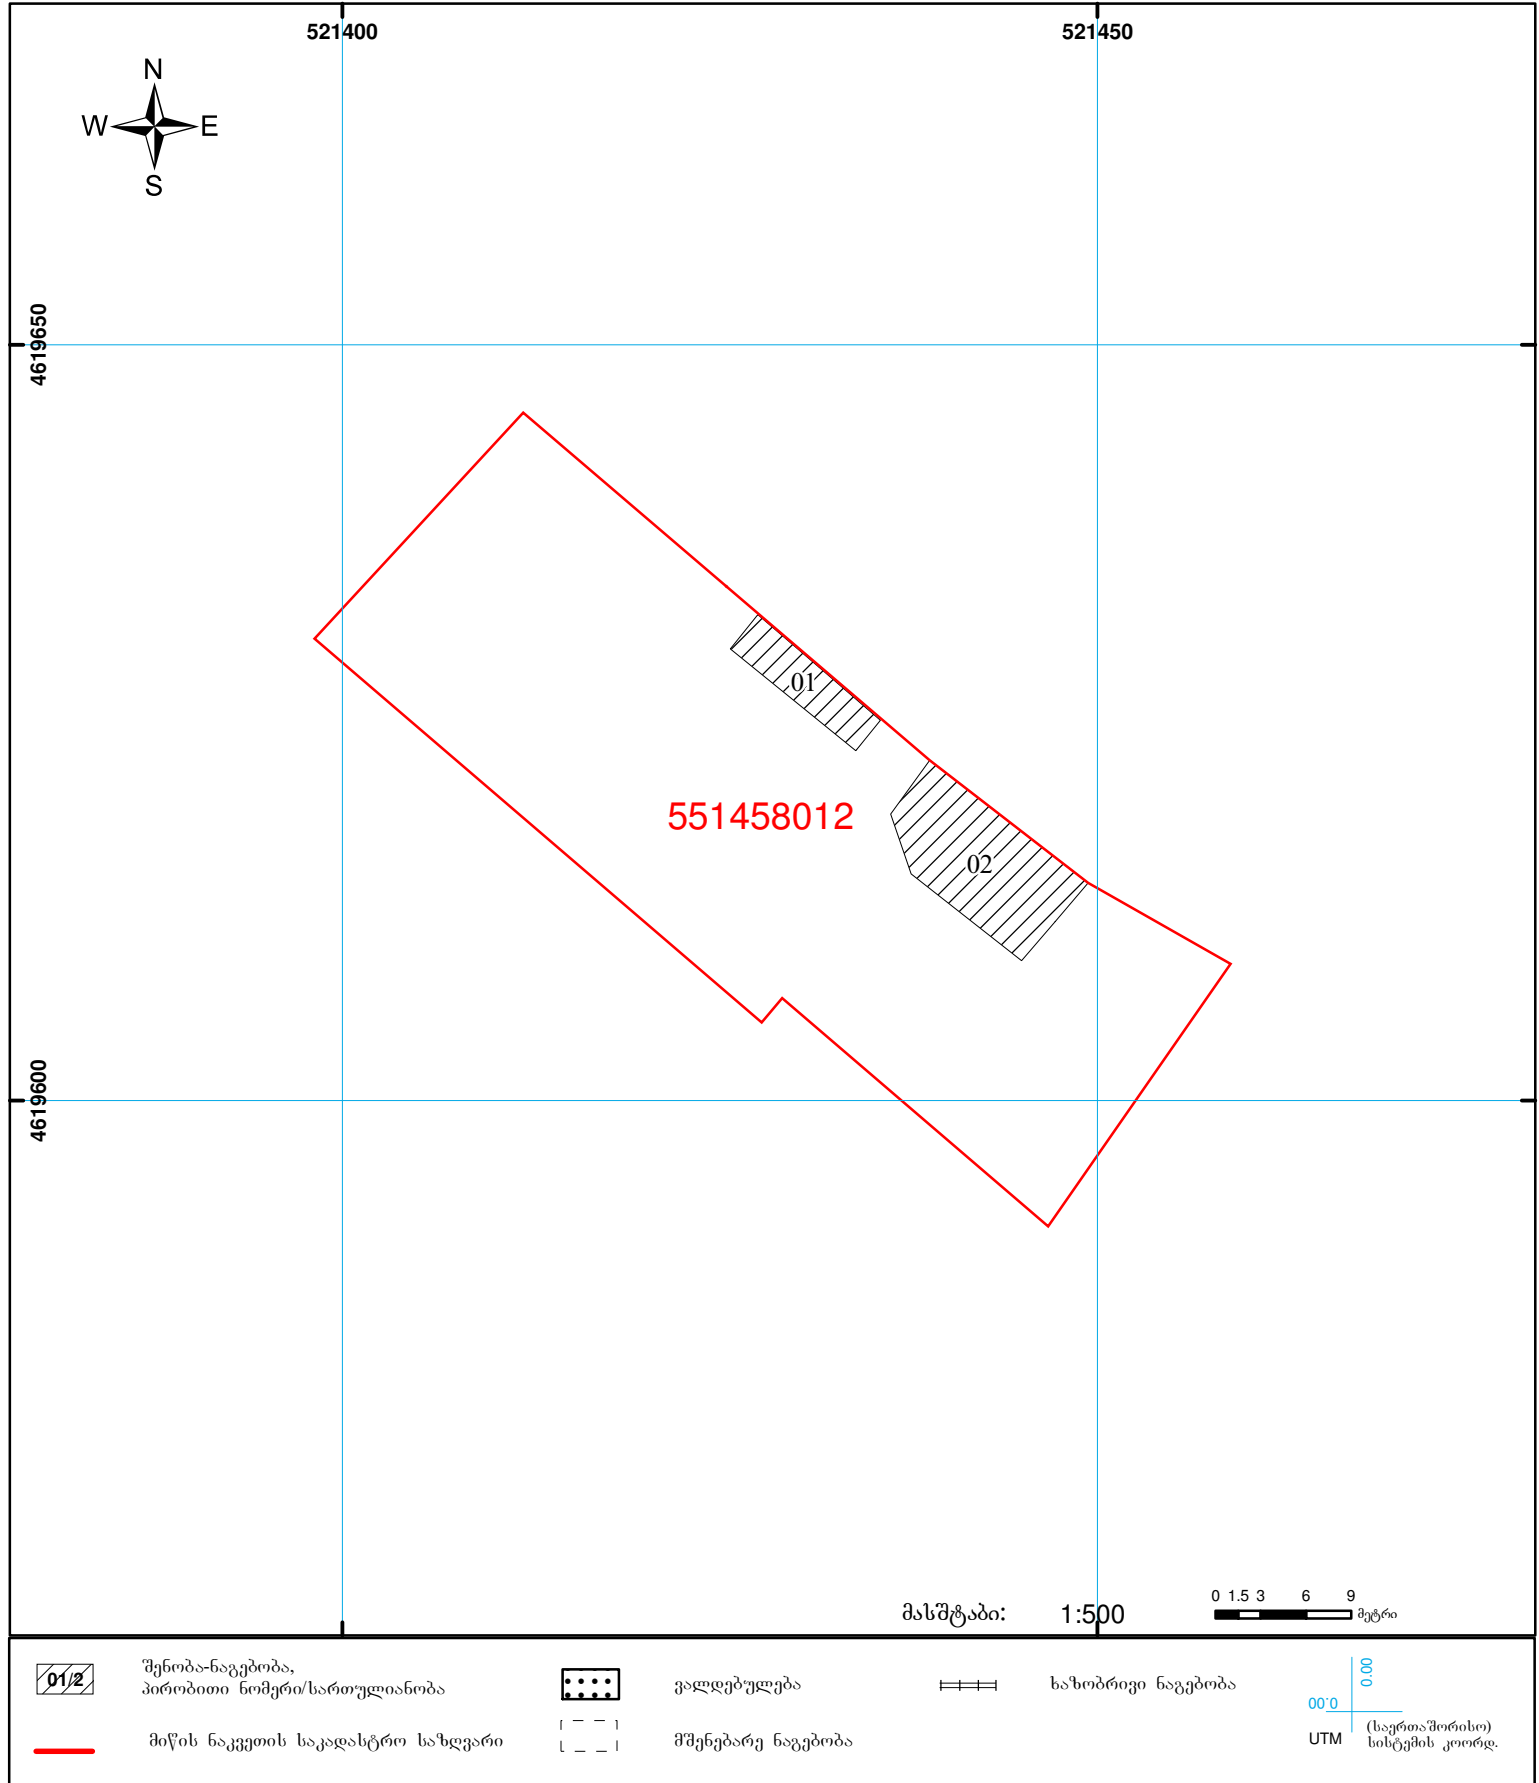 521400
521450
N
W
E
S
4619650
01
551458012
02
4619600
მასშტაბი: 1:500
0 1.5 3 6 9
მეტრი
01/2
შენობა-ნაგებობა,
პირობითი ნომერი/სართულიანობა
ვალდებულება
ხაზობრივი ნაგებობა
00.0
0.00
მიწის ნაკვეთის საკადასტრო საზღვარი
მშენებარე ნაგებობა
UTM
(საერთაშორისო)
სისტემის კოორდ.